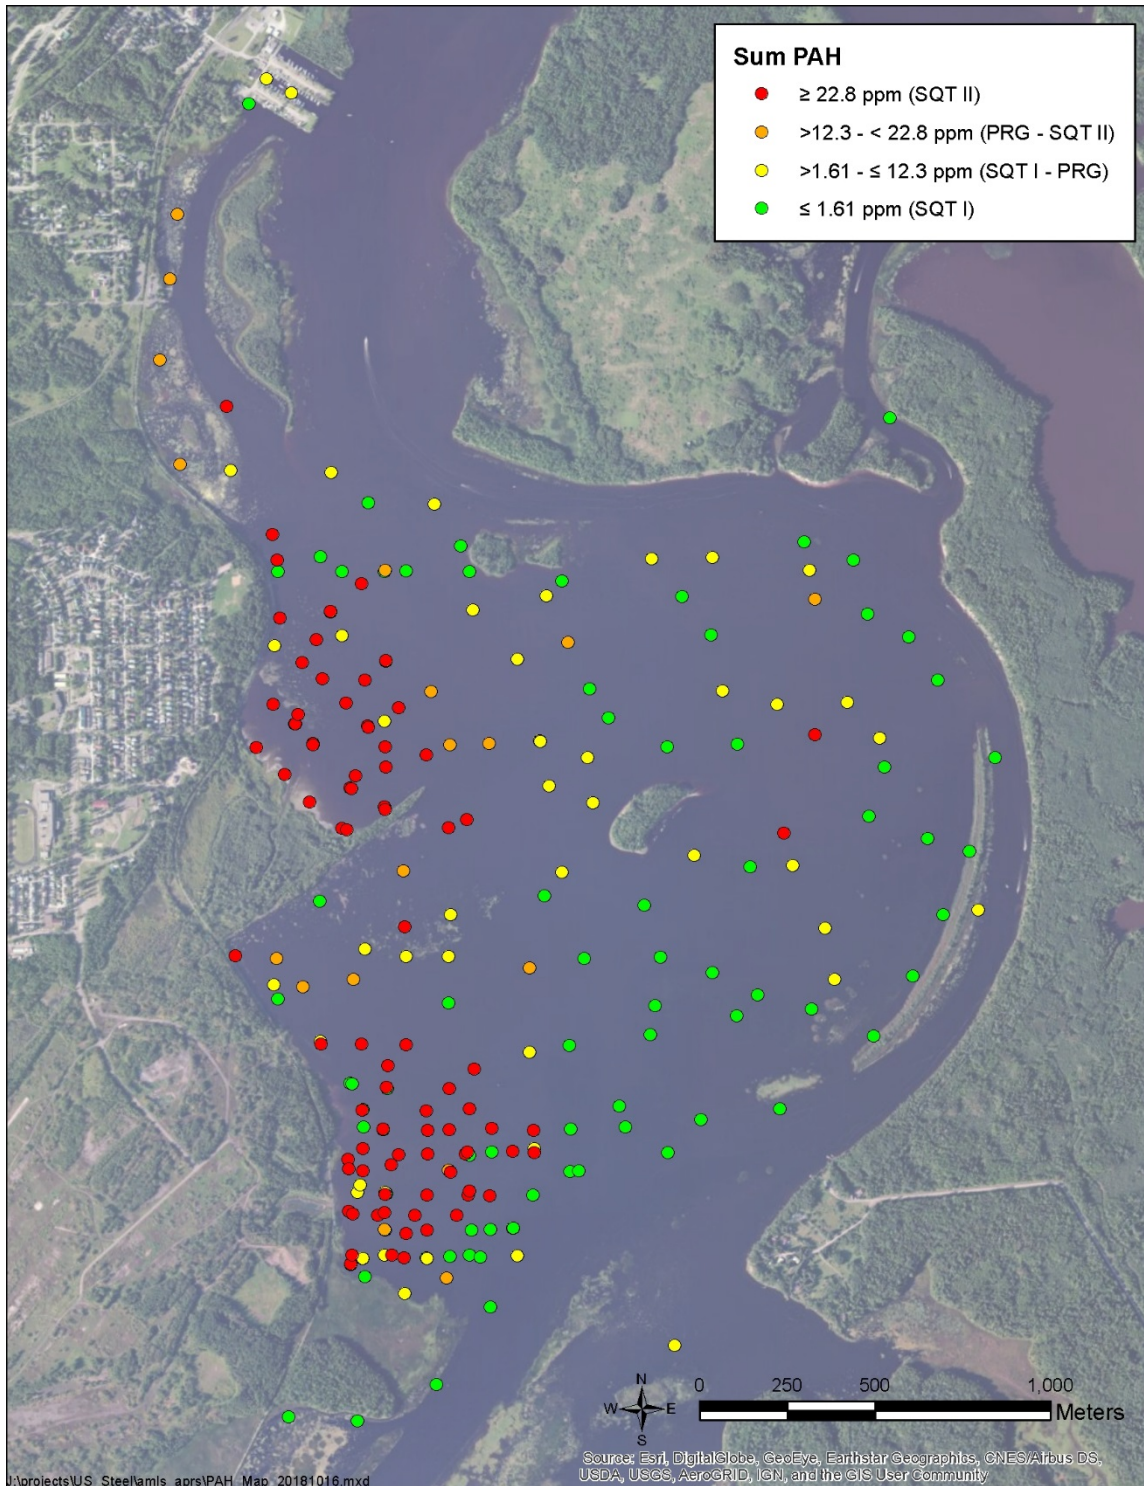 Sum PAH
≥ 22.8 ppm (SQT II)
>12.3 - < 22.8 ppm (PRG - SQT II)
>1.61 - ≤ 12.3 ppm (SQT I - PRG)
≤ 1.61 ppm (SQT I)
N
W E
S
0 250 500 1,000
Meters
Source: Esri, DigitalGlobe, GeoEye, Earthstar Geographics, CNES/Airbus DS,
USDA, USGS, AeroGRID, IGN, and the GIS User Community
J:\projects\US_Steel\amls_aprs\PAH_Map_20181016.mxd